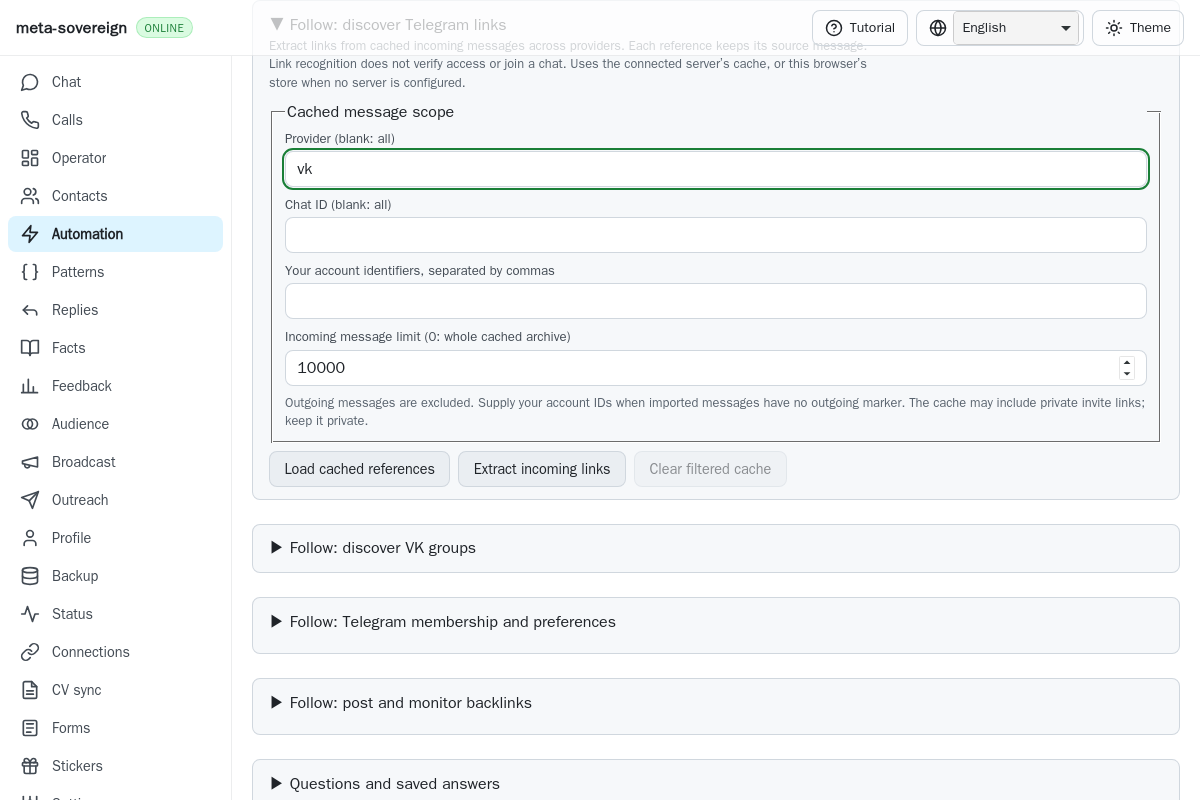 meta-sovereign ONLINE
Tutorial
English
Theme
Chat
Calls
Operator
Contacts
Automation
Patterns
Replies
Facts
Feedback
Audience
Broadcast
Outreach
Profile
Backup
Status
Connections
CV sync
Forms
Stickers
Follow: discover Telegram links
Extract links from cached incoming messages across providers. Each reference keeps its source message.
Link recognition does not verify access or join a chat. Uses the connected server's cache, or this browser's
store when no server is configured.
Cached message scope
Provider (blank: all)
vk
Chat ID (blank: all)
Your account identifiers, separated by commas
Incoming message limit (0: whole cached archive)
10000
Outgoing messages are excluded. Supply your account IDs when imported messages have no outgoing marker. The cache may include private invite links;
keep it private.
Load cached references
Extract incoming links
Clear filtered cache
Follow: discover VK groups
Follow: Telegram membership and preferences
Follow: post and monitor backlinks
Questions and saved answers